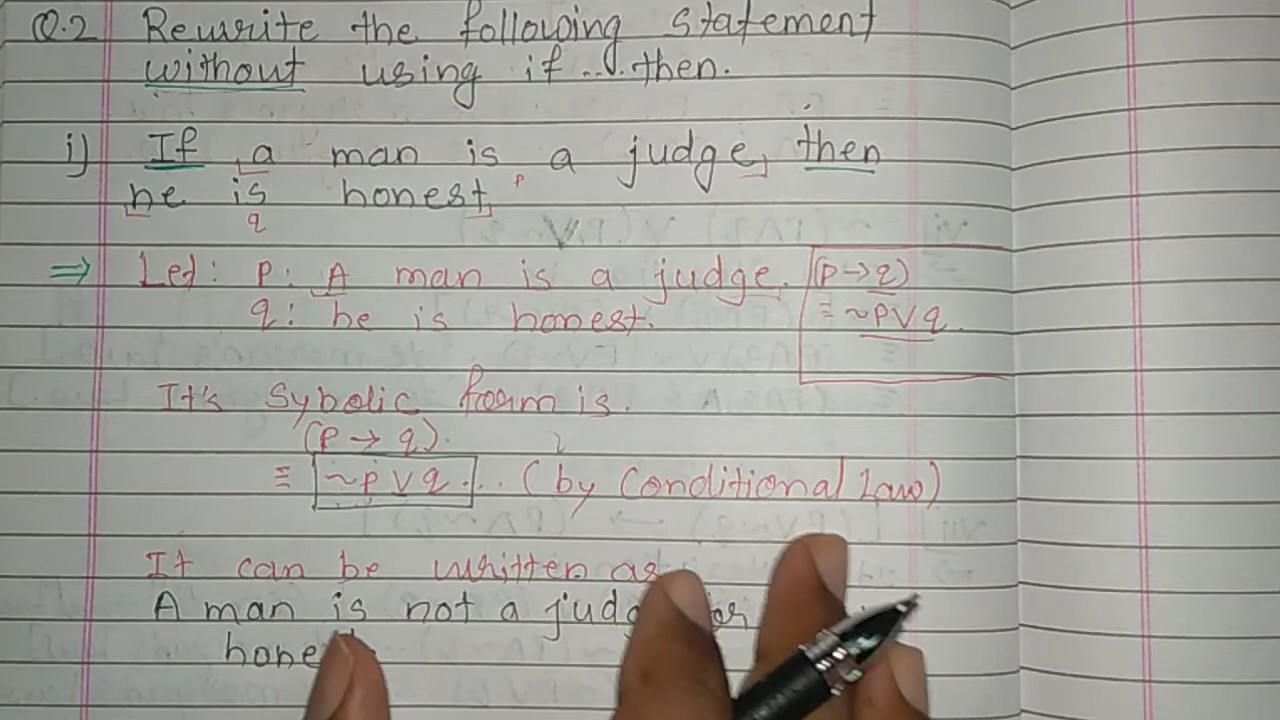 Q.2 Rewrite the following statement
without using if ... then.
i) If a man is a judge, then
he is honest.
p
q
⇒ Let: p: A man is a judge.
q: he is honest.
(p → q)
≡ ~p ∨ q.
It's Sybolic form is.
(p → q).
≡ ~p ∨ q... (by Conditional Law)
It can be written as
A man is not a or